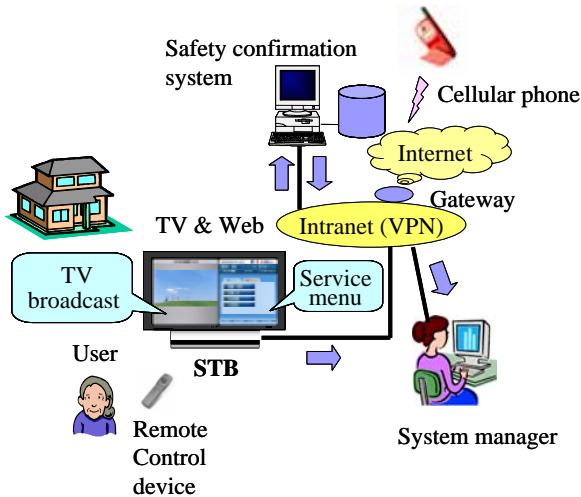 Safety confirmation
system
Cellular phone
Internet
Gateway
TV & Web
Intranet (VPN)
TV
broadcast
Service
menu
User
STB
Remote
Control
device
System manager